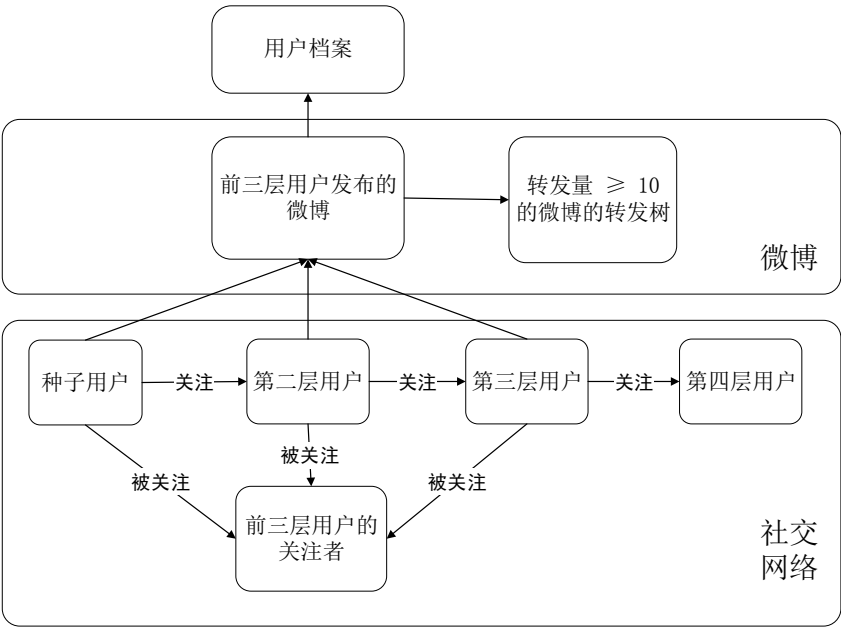 用户档案
前三层用户发布的
微博
转发量 ≥ 10
的微博的转发树
微博
种子用户
关注
第二层用户
关注
第三层用户
关注
第四层用户
被关注
被关注
被关注
前三层用户的
关注者
社交
网络